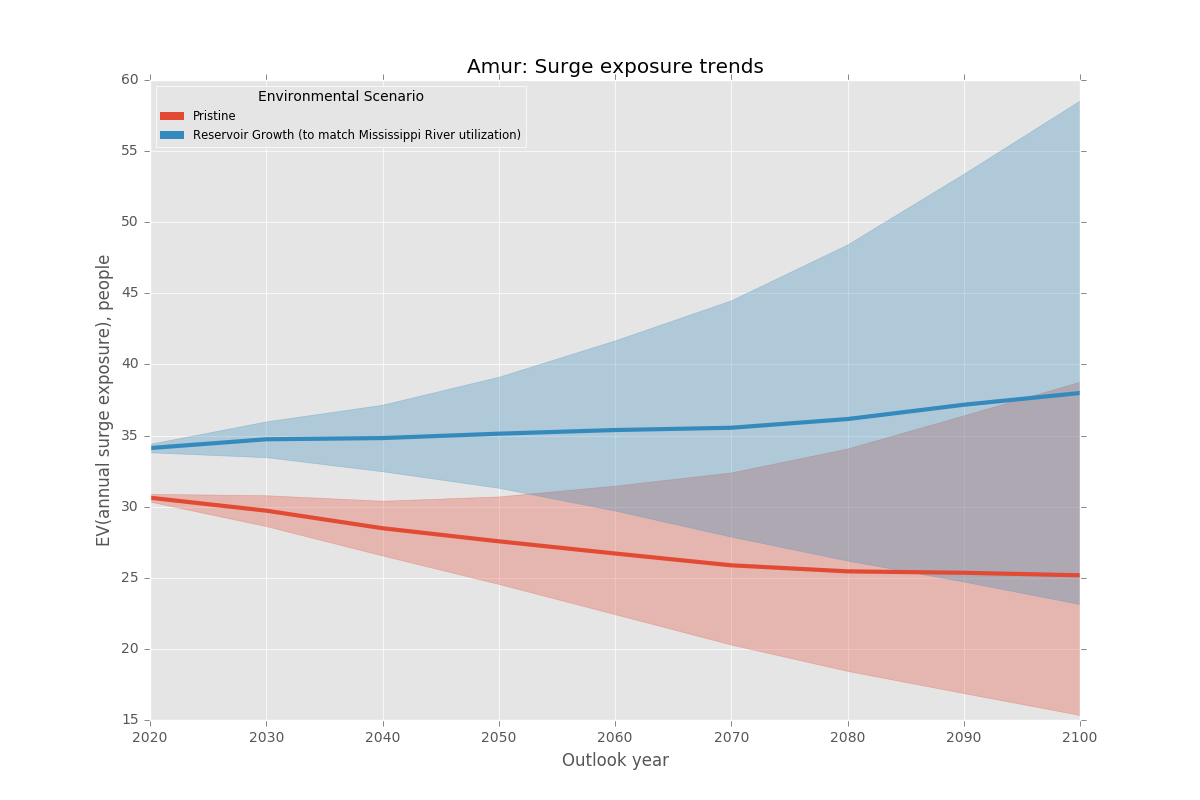 Amur: Surge exposure trends
Environmental Scenario
Pristine
Reservoir Growth (to match Mississippi River utilization)
EV(annual surge exposure), people
60
55
50
45
40
35
30
25
20
15
2020 2030 2040 2050 2060 2070 2080 2090 2100
Outlook year